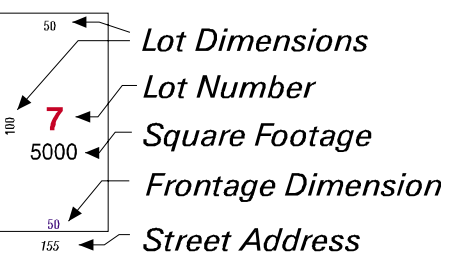 50
Lot Dimensions
Lot Number
100
7
Square Footage
5000
Frontage Dimension
50
155
Street Address